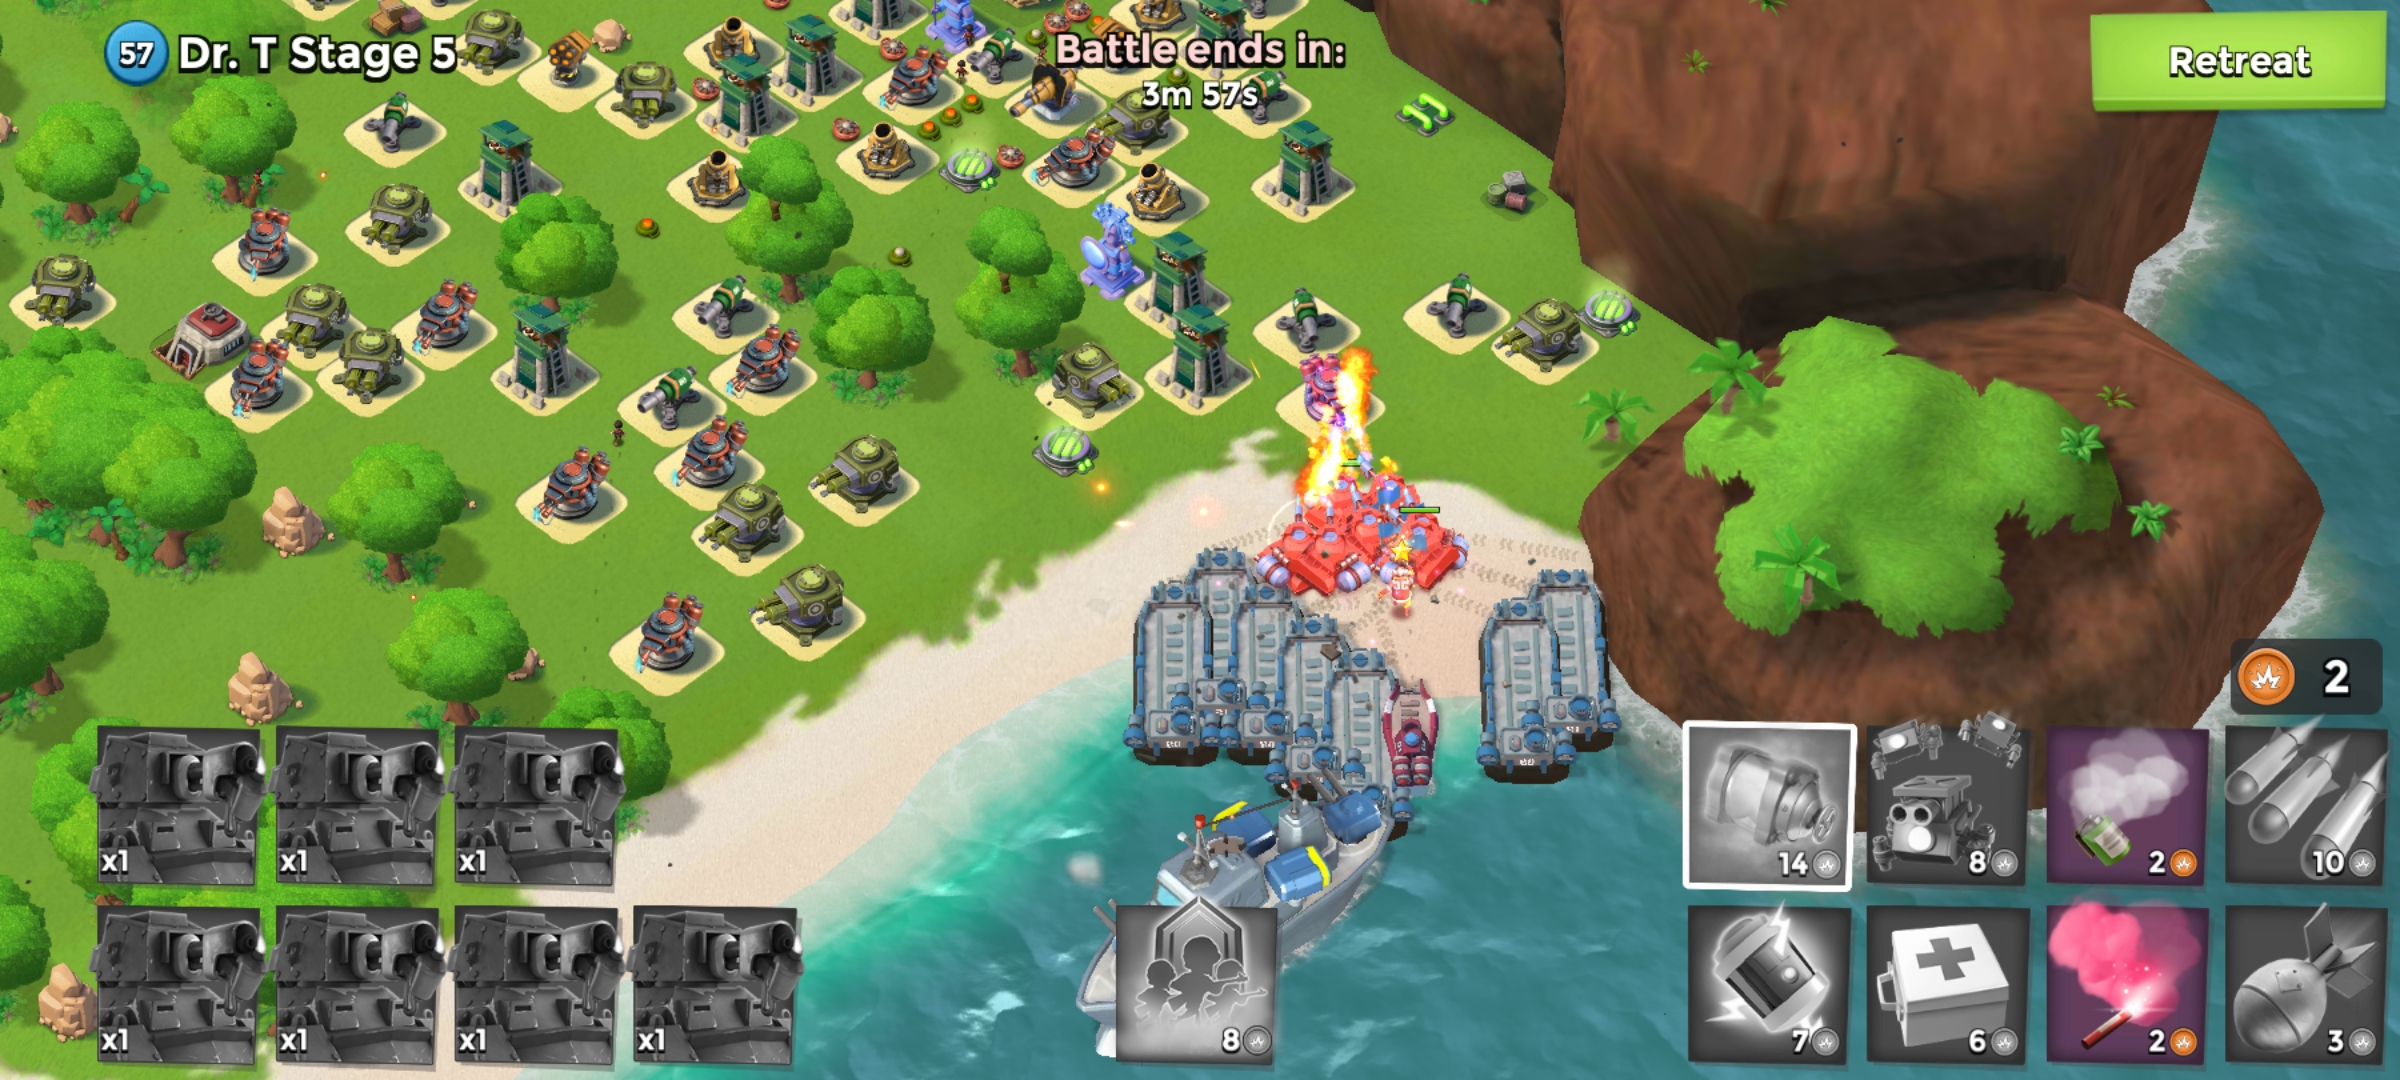 57 Dr. T Stage 5
Battle ends in:
3m 57s
Retreat
2
x1 x1 x1
14 8 2 10
x1 x1 x1 x1
8
7 6 2 3